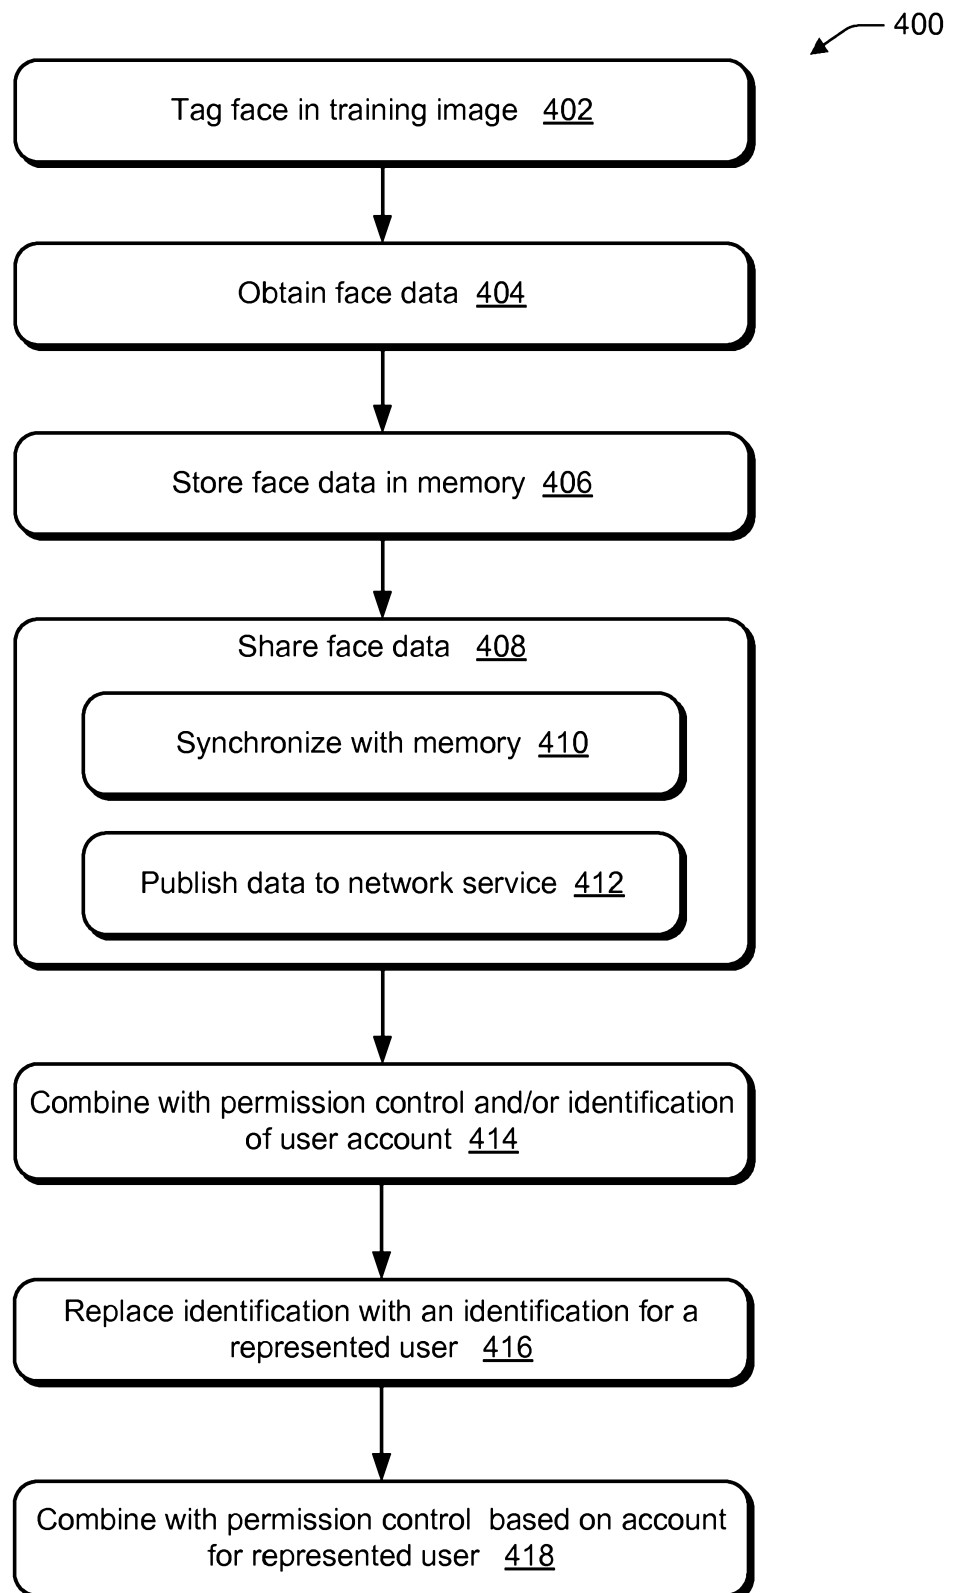 400
Tag face in training image 402
Obtain face data 404
Store face data in memory 406
Share face data 408
Synchronize with memory 410
Publish data to network service 412
Combine with permission control and/or identification
of user account 414
Replace identification with an identification for a
represented user 416
Combine with permission control based on account
for represented user 418